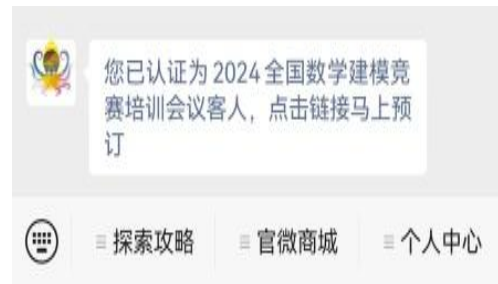 您已认证为 2024 全国数学建模竞
赛培训会议客人，点击链接马上预
订
探索攻略 官微商城 个人中心